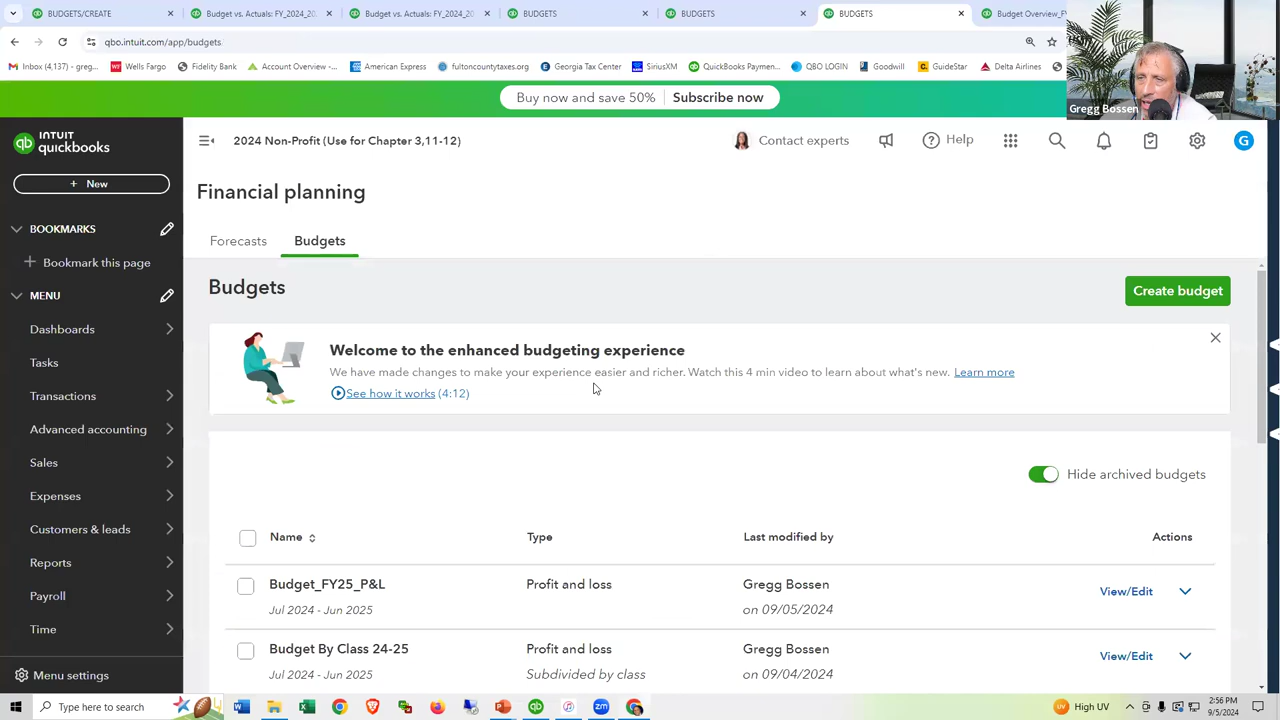 BUDGETS/CREATE
Budget vs. Actuals: FY_2024_20
Budget vs. Actuals: FY_2024_20
BUDGETS
BUDGETS
BUDGETS
Budget Overview_F
qbo.intuit.com/app/budgets
Inbox (4,137) - greg...
Wells Fargo
Fidelity Bank
Account Overview -...
American Express
fultoncountytaxes.org
Georgia Tax Center
SiriusXM
QuickBooks Paymen...
QBO LOGIN
Goodwill
GuideStar
Delta Airlines
Gregg Bossen
Buy now and save 50%
Subscribe now
INTUIT
quickbooks
2024 Non-Profit (Use for Chapter 3,11-12)
Contact experts
Help
G
+ New
Financial planning
BOOKMARKS
Forecasts
Budgets
+ Bookmark this page
Budgets
Create budget
MENU
Dashboards
Welcome to the enhanced budgeting experience
Tasks
We have made changes to make your experience easier and richer. Watch this 4 min video to learn about what's new. Learn more
See how it works (4:12)
Transactions
Advanced accounting
Sales
Hide archived budgets
Expenses
Customers & leads
Name
Type
Last modified by
Actions
Reports
Budget_FY25_P&L
Profit and loss
Gregg Bossen
View/Edit
Payroll
Jul 2024 - Jun 2025
on 09/05/2024
Time
Budget By Class 24-25
Profit and loss
Gregg Bossen
View/Edit
Jul 2024 - Jun 2025
Subdivided by class
on 09/04/2024
Menu settings
Type here to search
High UV
2:56 PM
9/5/2024